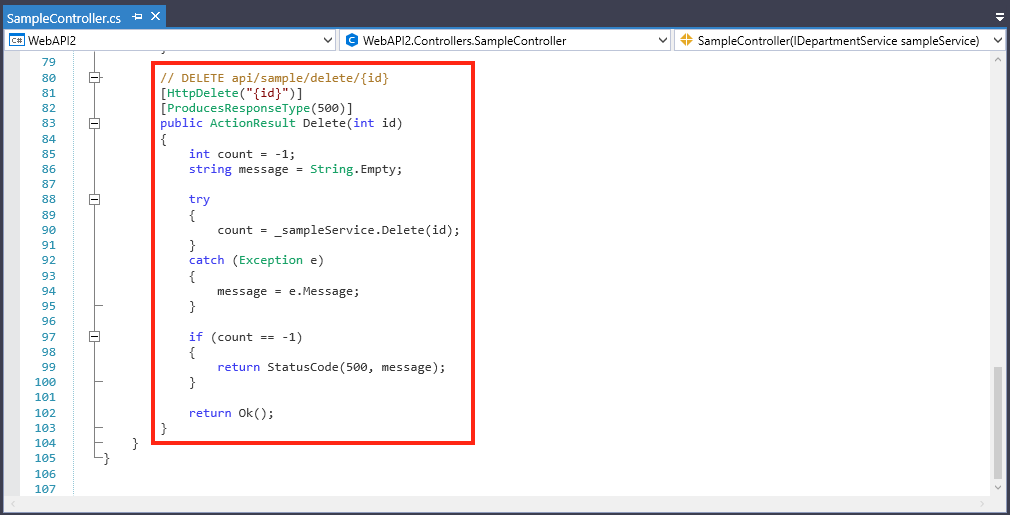 SampleController.cs
C# WebAPI2
C WebAPI2.Controllers.SampleController
SampleController(IDepartmentService sampleService)
79 }
80 // DELETE api/sample/delete/{id}
81 [HttpDelete("{id}")]
82 [ProducesResponseType(500)]
83 public ActionResult Delete(int id)
84 {
85 int count = -1;
86 string message = String.Empty;
87
88 try
89 {
90 count = _sampleService.Delete(id);
91 }
92 catch (Exception e)
93 {
94 message = e.Message;
95 }
96
97 if (count == -1)
98 {
99 return StatusCode(500, message);
100 }
101
102 return Ok();
103 }
104 }
105 }
106
107